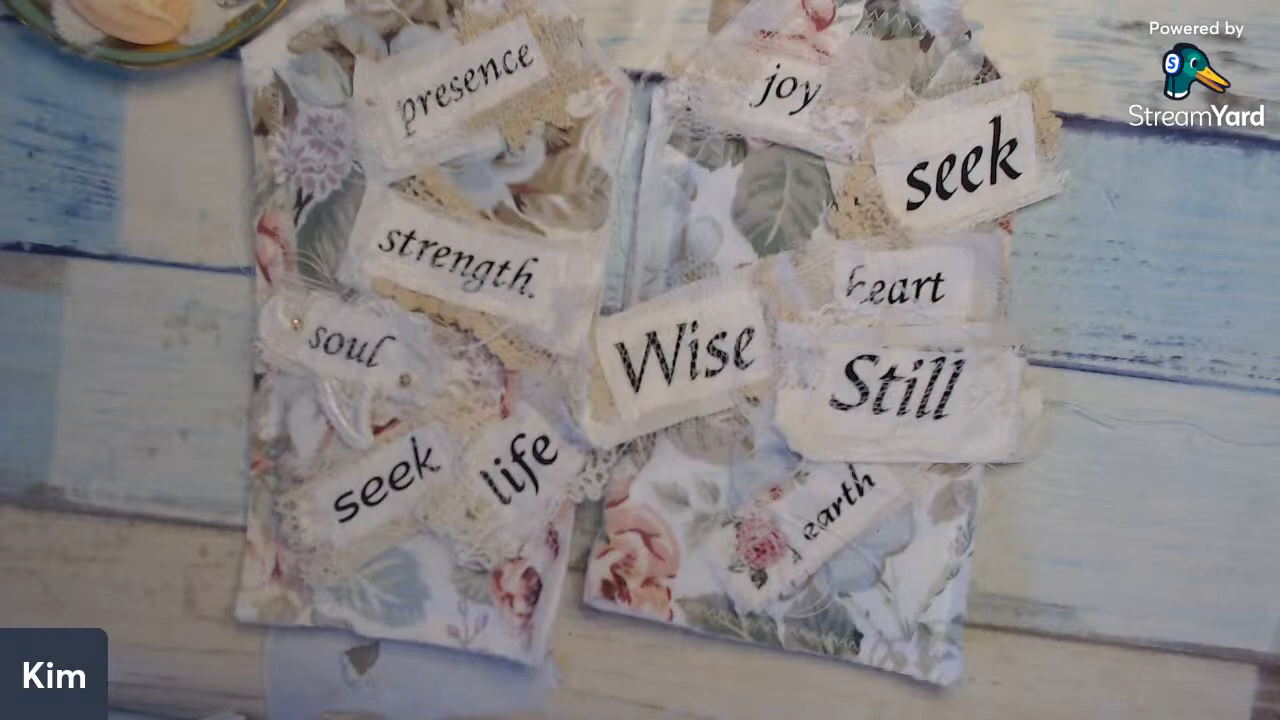 presence
strength.
soul
seek
life
joy
seek
heart
Wise
Still
earth
Powered by
StreamYard
Kim